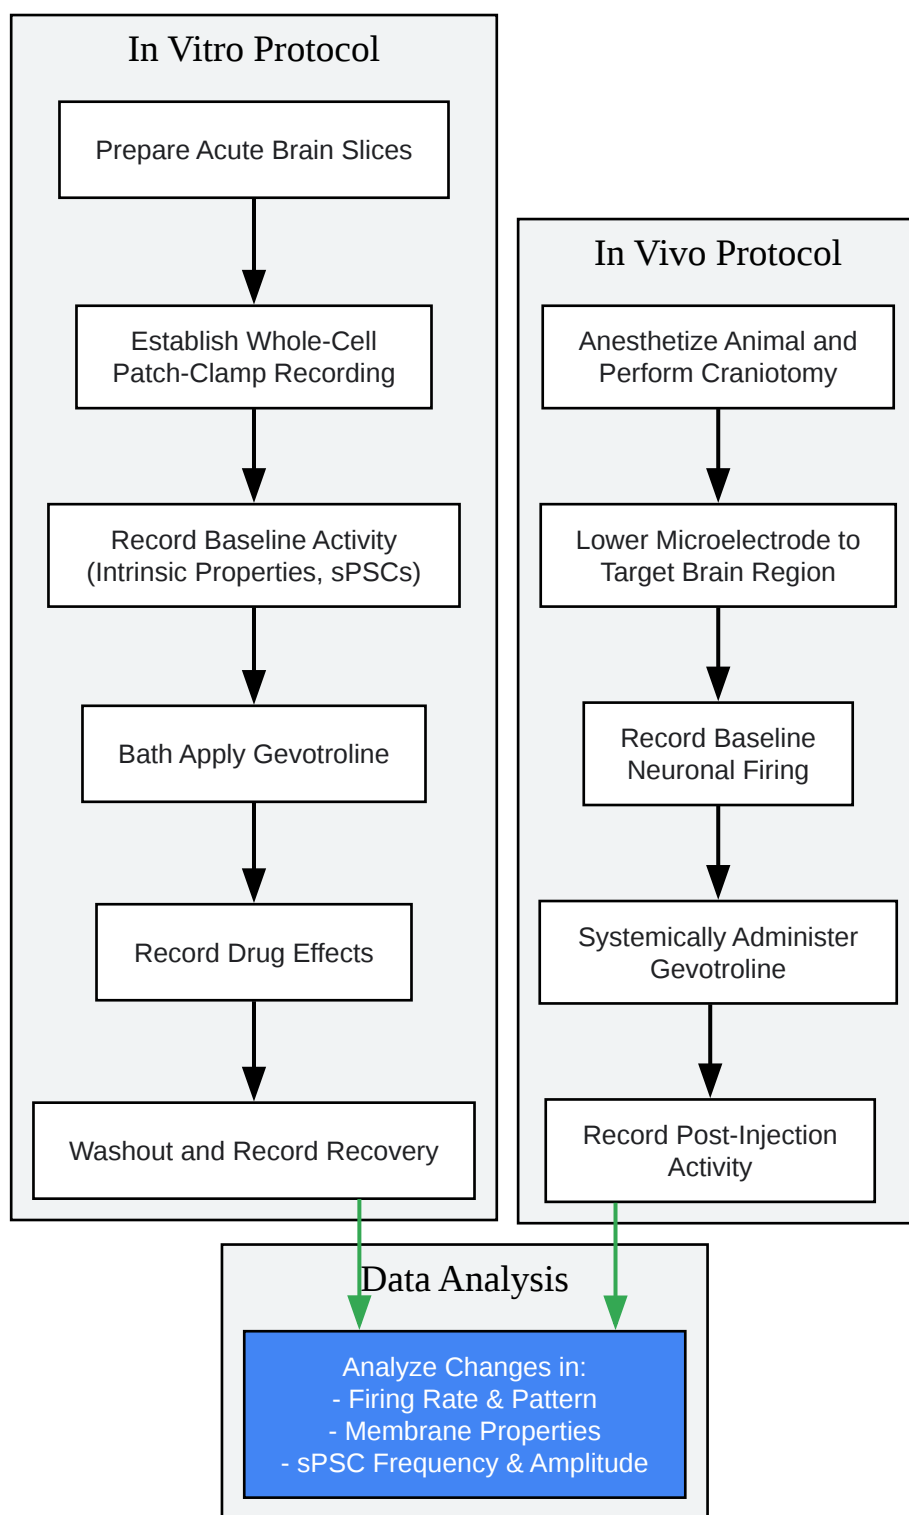 In Vitro Protocol
Prepare Acute Brain Slices
Establish Whole-Cell
Patch-Clamp Recording
Record Baseline Activity
(Intrinsic Properties, sPSCs)
Bath Apply Gevotroline
Record Drug Effects
Washout and Record Recovery
In Vivo Protocol
Anesthetize Animal and
Perform Craniotomy
Lower Microelectrode to
Target Brain Region
Record Baseline
Neuronal Firing
Systemically Administer
Gevotroline
Record Post-Injection
Activity
Data Analysis
Analyze Changes in:
- Firing Rate & Pattern
- Membrane Properties
- sPSC Frequency & Amplitude